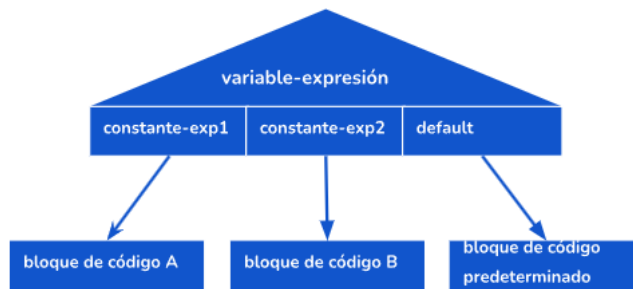 variable-expresión
constante-exp1
constante-exp2
default
bloque de código A
bloque de código B
bloque de código
predeterminado